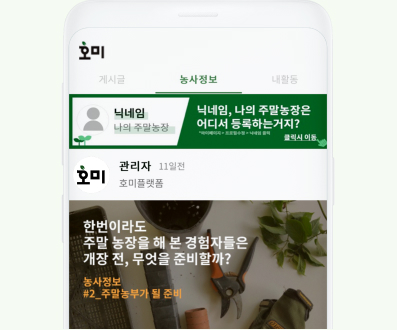 호미
게시글 농사정보 내활동
닉네임
나의 주말농장
닉네임, 나의 주말농장은
어디서 등록하는거지?
클릭시 이동
호미
관리자 11일전
호미플랫폼
한번이라도
주말 농장을 해 본 경험자들은
개장 전, 무엇을 준비할까?
농사정보
#2_주말농부가 될 준비